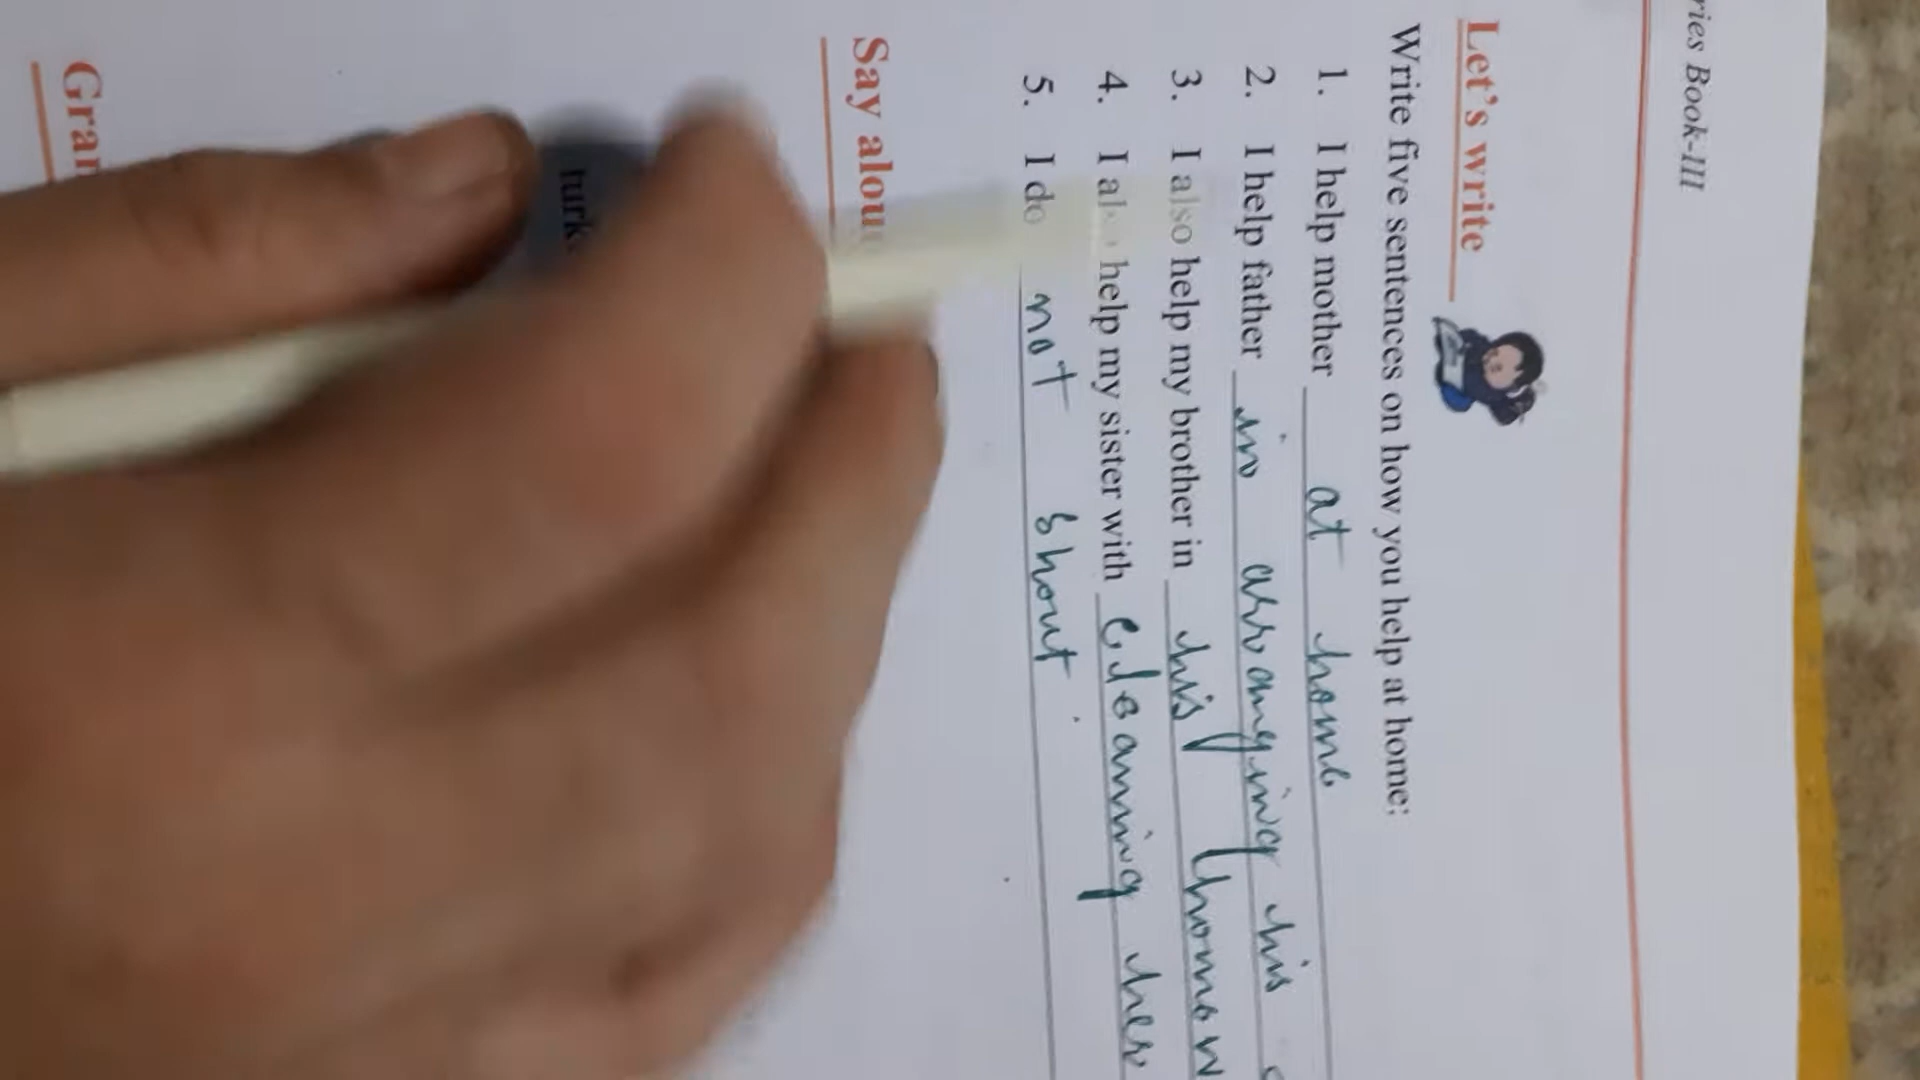 ries Book-III
Let's write
Write five sentences on how you help at home:
1. I help mother at home
2. I help father in arranging his
3. I also help my brother in his homew
4. I also help my sister with cleaning her
5. I do not shout.
Say alou
turk
Gran